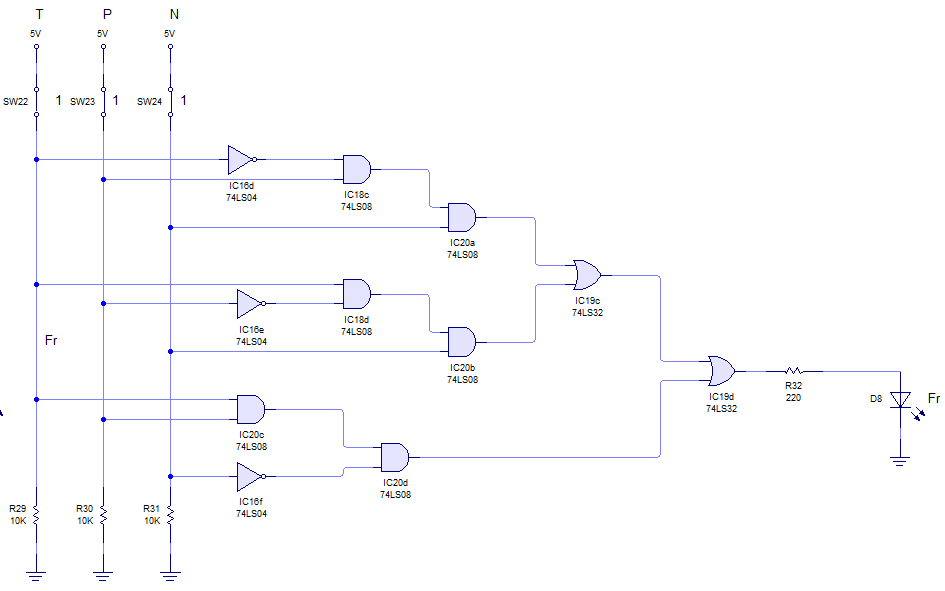 T P N
5V 5V 5V
SW22 1 SW23 1 SW24 1
IC16d
74LS04
IC18c
74LS08
IC20a
74LS08
IC19c
74LS32
IC16e
74LS04
IC18d
74LS08
Fr
IC20b
74LS08
IC19d
74LS32
R32
220
D8 Fr
IC20c
74LS08
IC20d
74LS08
IC16f
74LS04
R29 R30 R31
10K 10K 10K